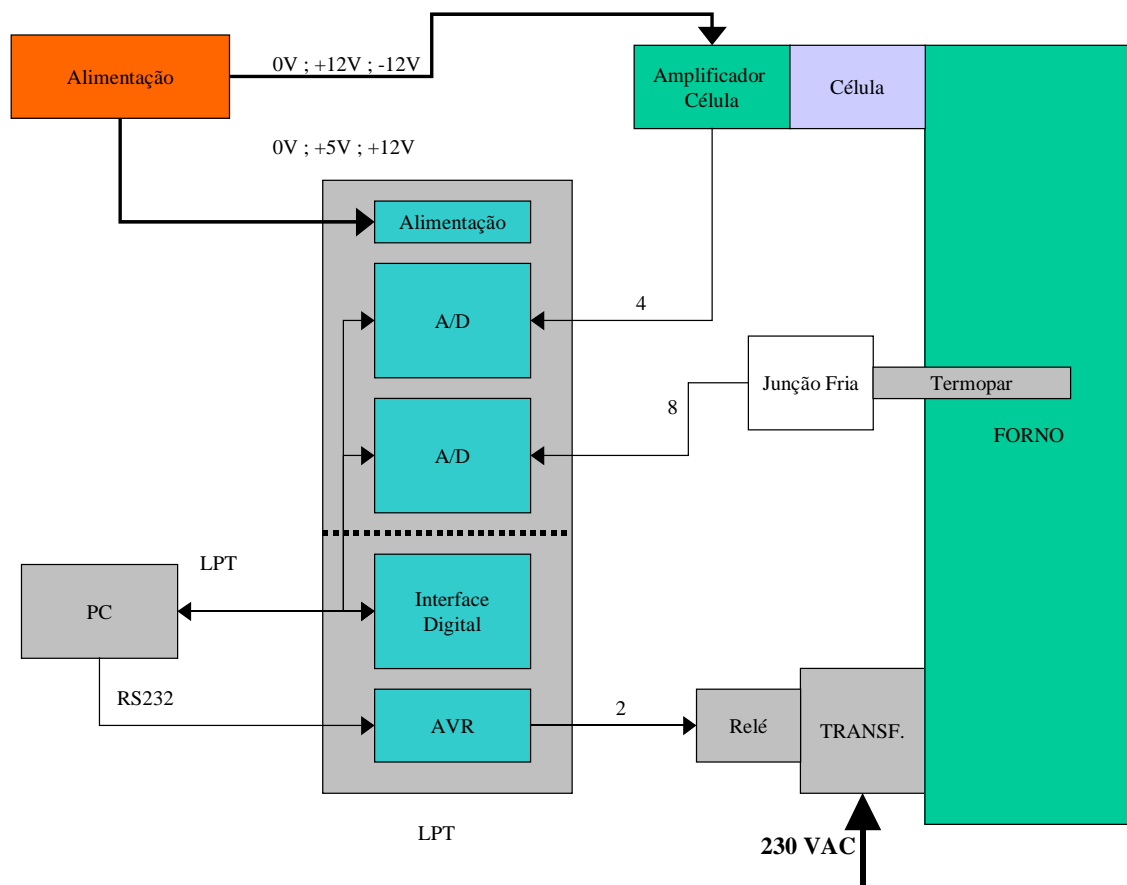 Alimentação
0V ; +12V ; -12V
Amplificador
Célula
Célula
0V ; +5V ; +12V
Alimentação
A/D
4
Junção Fria
Termopar
8
FORNO
A/D
LPT
PC
Interface
Digital
RS232
AVR
2
Relé
TRANSF.
LPT
230 VAC